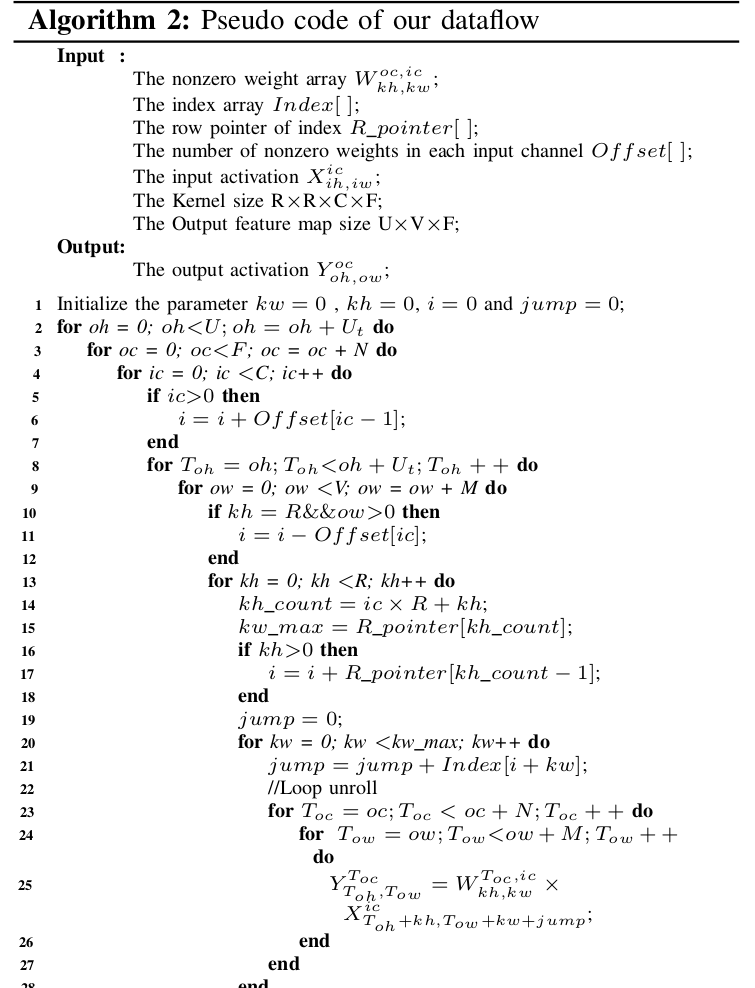 Algorithm 2: Pseudo code of our dataflow
Input :
The nonzero weight array $W_{kh,kw}^{oc,ic}$;
The index array $Index[\ ]$;
The row pointer of index $R\_pointer[\ ]$;
The number of nonzero weights in each input channel $Offset[\ ]$;
The input activation $X_{ih,iw}^{ic}$;
The Kernel size R×R×C×F;
The Output feature map size U×V×F;
Output:
The output activation $Y_{oh,ow}^{oc}$;
1 Initialize the parameter $kw = 0$ , $kh = 0$, $i = 0$ and $jump = 0$;
2 for oh = 0; oh<U; $oh = oh + U_t$ do
3 for oc = 0; oc<F; oc = oc + N do
4 for ic = 0; ic <C; ic++ do
5 if $ic$>0 then
6 $i = i + Offset[ic - 1]$;
7 end
8 for $T_{oh} = oh; T_{oh}<oh + U_t; T_{oh} + +$ do
9 for ow = 0; ow <V; ow = ow + M do
10 if $kh = R \&\& ow > 0$ then
11 $i = i - Offset[ic]$;
12 end
13 for kh = 0; kh <R; kh++ do
14 $kh\_count = ic \times R + kh$;
15 $kw\_max = R\_pointer[kh\_count]$;
16 if $kh$>0 then
17 $i = i + R\_pointer[kh\_count - 1]$;
18 end
19 $jump = 0$;
20 for kw = 0; kw <kw_max; kw++ do
21 $jump = jump + Index[i + kw]$;
22 //Loop unroll
23 for $T_{oc} = oc; T_{oc} < oc + N; T_{oc} + +$ do
24 for $T_{ow} = ow; T_{ow}<ow + M; T_{ow} + +$
do
25 $Y_{T_{oh},T_{ow}}^{T_{oc}} = W_{kh,kw}^{T_{oc},ic} \times$
$X_{T_{oh}+kh,T_{ow}+kw+jump}^{ic}$;
26 end
27 end
28 end